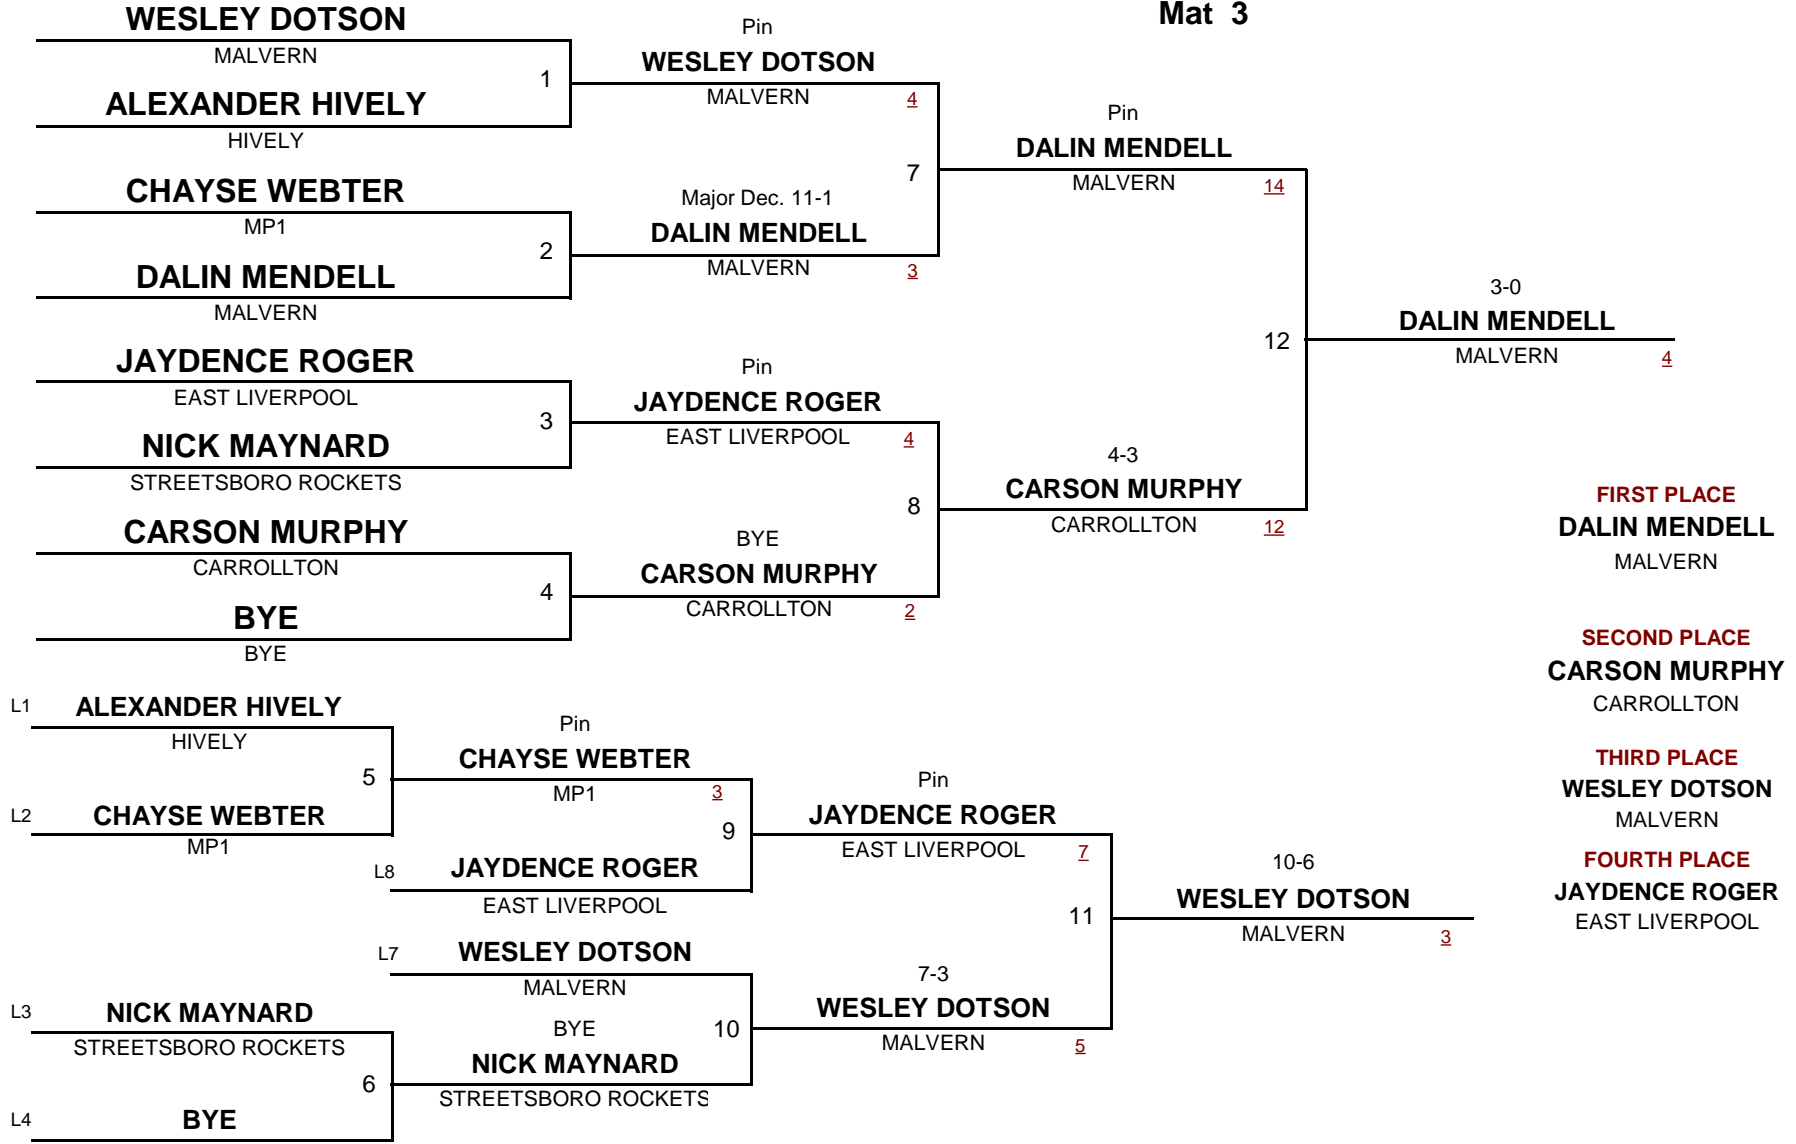 Mat 3
WESLEY DOTSON
MALVERN
1
ALEXANDER HIVELY
HIVELY
CHAYSE WEBTER
MP1
2
DALIN MENDELL
MALVERN
JAYDENCE ROGER
EAST LIVERPOOL
3
NICK MAYNARD
STREETSBORO ROCKETS
CARSON MURPHY
CARROLLTON
4
BYE
BYE
Pin
WESLEY DOTSON
MALVERN 4
7
Major Dec. 11-1
DALIN MENDELL
MALVERN 3
Pin
JAYDENCE ROGER
EAST LIVERPOOL 4
8
BYE
CARSON MURPHY
CARROLLTON 2
Pin
DALIN MENDELL
MALVERN 14
12
4-3
CARSON MURPHY
CARROLLTON 12
3-0
DALIN MENDELL
MALVERN 4
FIRST PLACE
DALIN MENDELL
MALVERN
SECOND PLACE
CARSON MURPHY
CARROLLTON
THIRD PLACE
WESLEY DOTSON
MALVERN
FOURTH PLACE
JAYDENCE ROGER
EAST LIVERPOOL
L1 ALEXANDER HIVELY
HIVELY
5
L2 CHAYSE WEBTER
MP1
L3 NICK MAYNARD
STREETSBORO ROCKETS
6
L4 BYE
Pin
CHAYSE WEBTER
MP1 3
9
L8 JAYDENCE ROGER
EAST LIVERPOOL
L7 WESLEY DOTSON
MALVERN
BYE 10
NICK MAYNARD
STREETSBORO ROCKETS
Pin
JAYDENCE ROGER
EAST LIVERPOOL 7
11
7-3
WESLEY DOTSON
MALVERN 5
10-6
WESLEY DOTSON
MALVERN 3